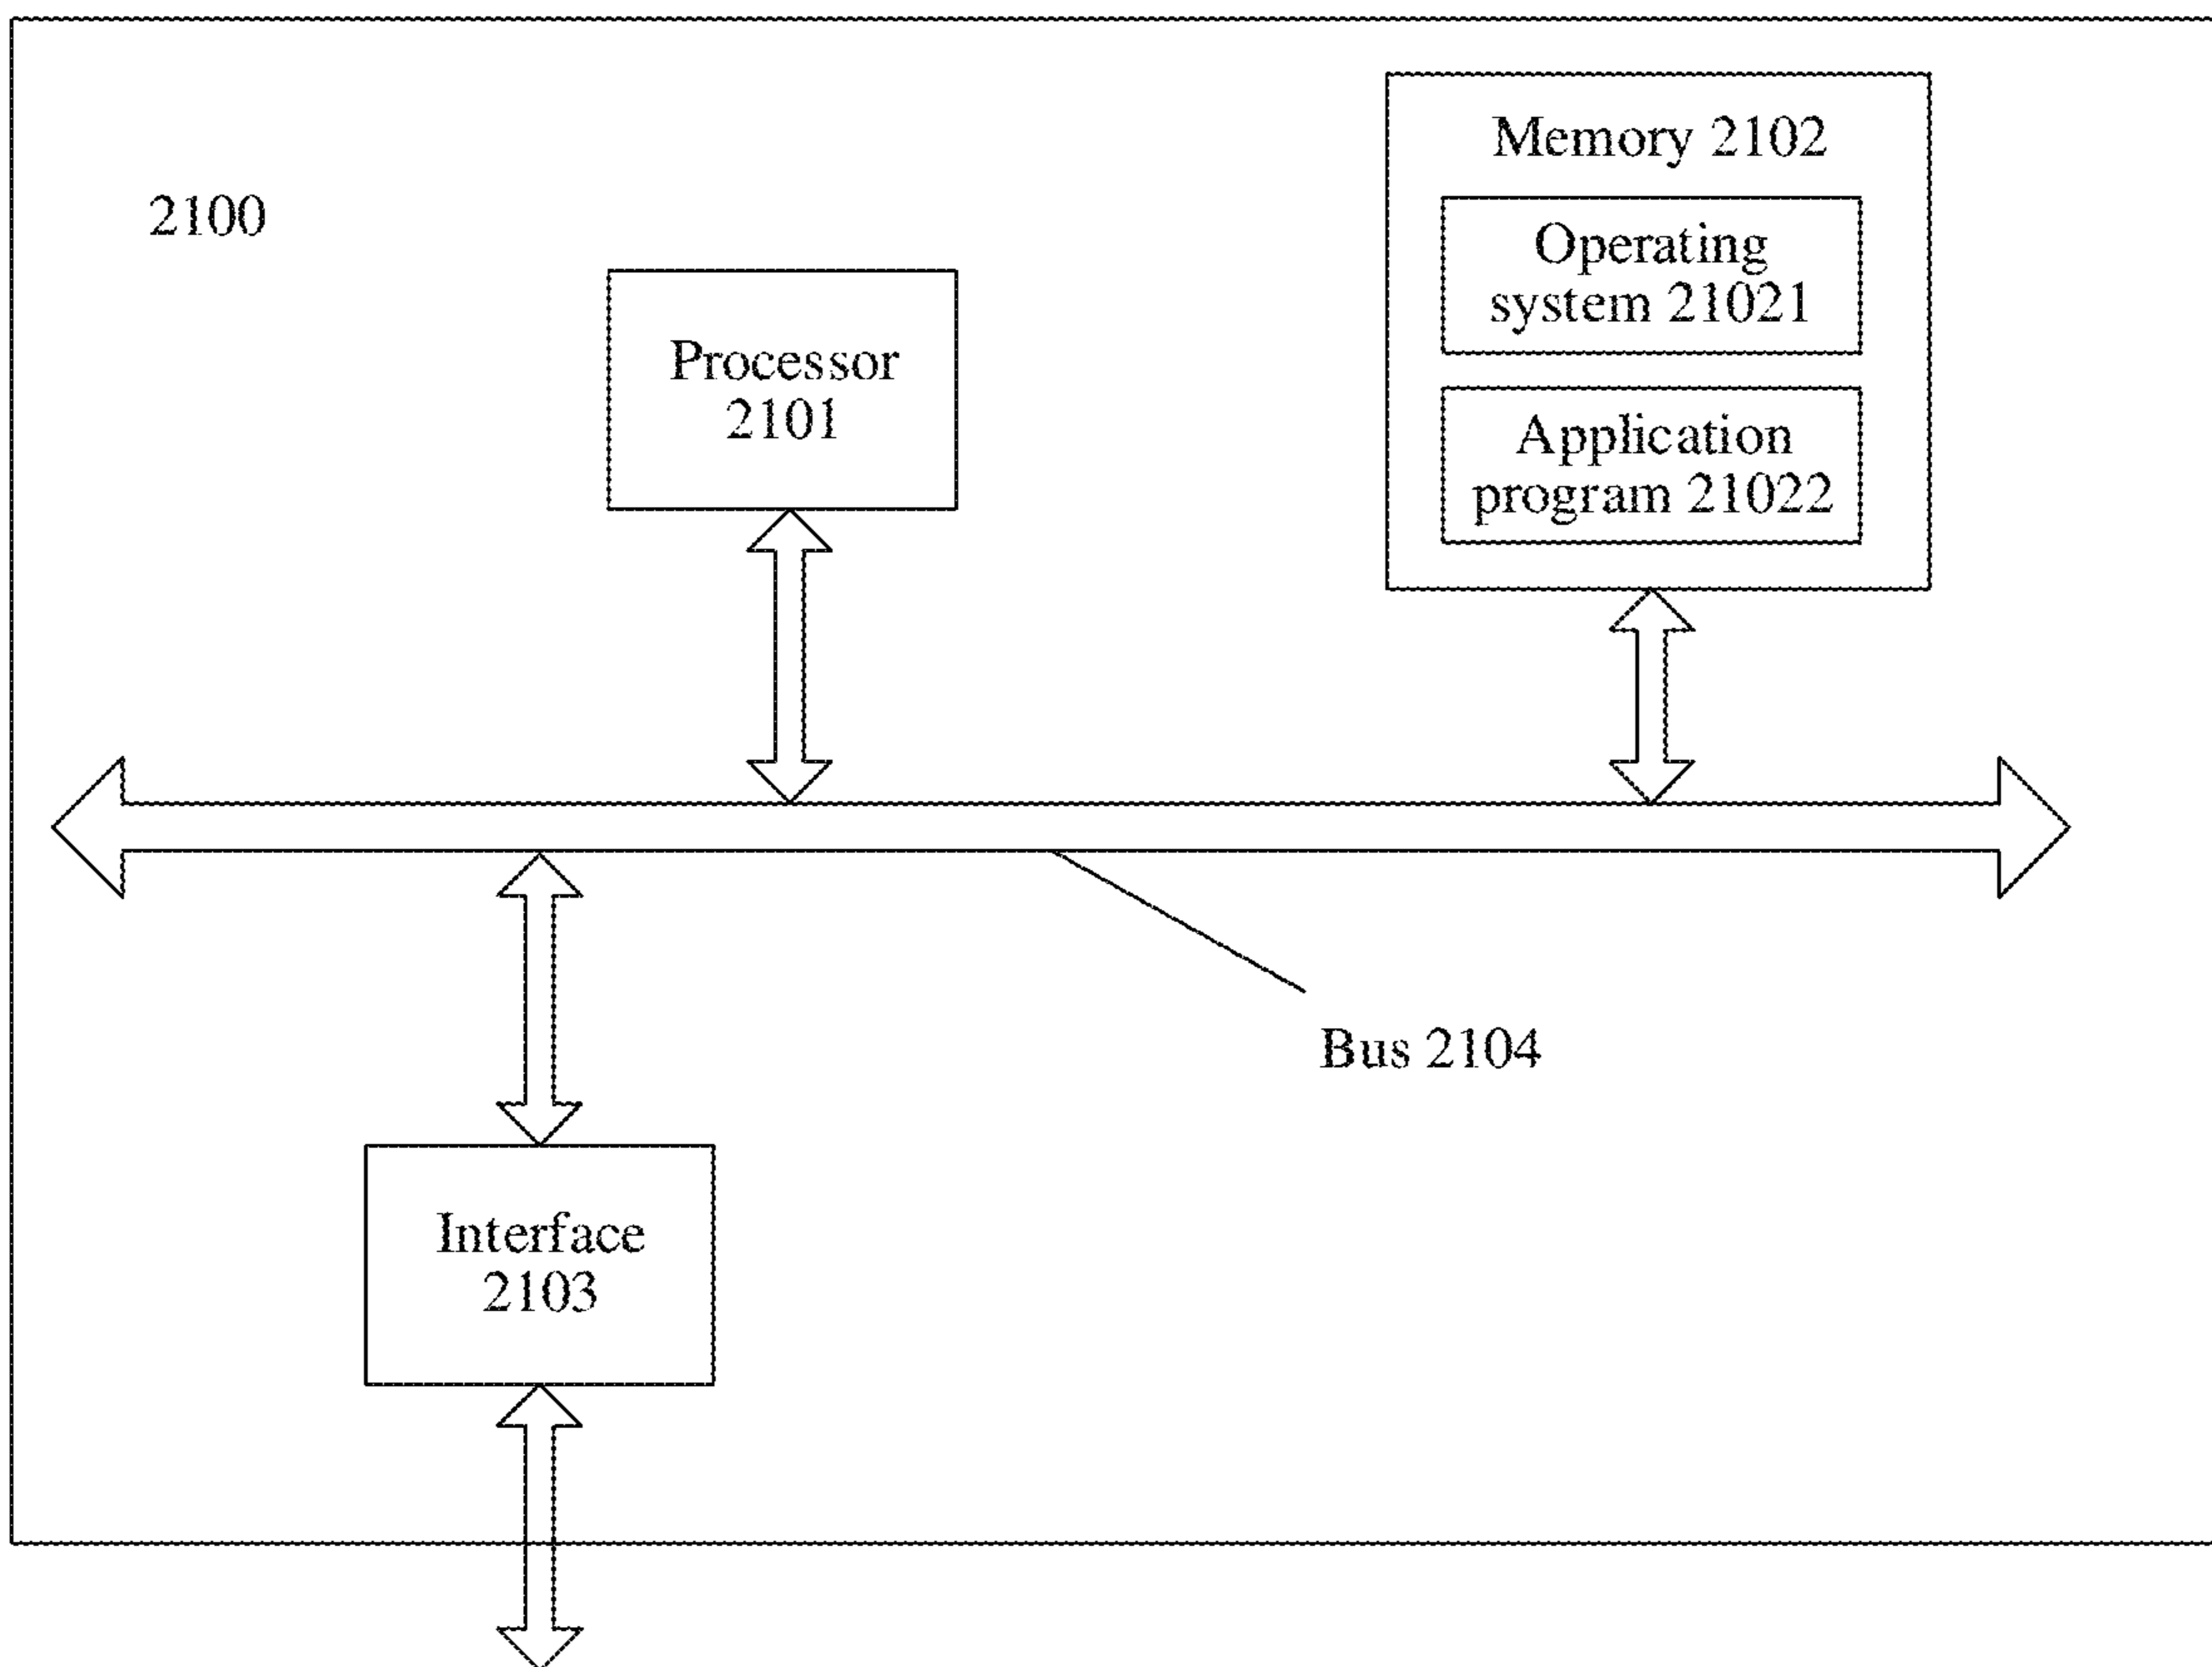 2100
Memory 2102
Operating
system 21021
Application
program 21022
Processor
2101
Bus 2104
Interface
2103